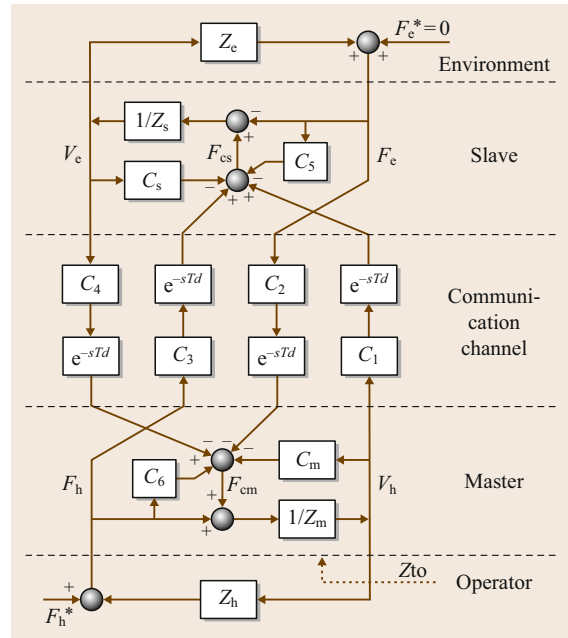 F_e* = 0
Z_e
+ +
Environment
1/Z_s
−
−
+
V_e
F_cs
C_5
F_e
Slave
C_s
−
−
+ +
C_4
e^{−sTd}
C_2
e^{−sTd}
Communi-
cation
channel
e^{−sTd}
C_3
e^{−sTd}
C_1
− − −
+
C_m
F_h
C_6
F_cm
V_h
Master
+
+
1/Z_m
Zto
Operator
+
F_h*
+
Z_h